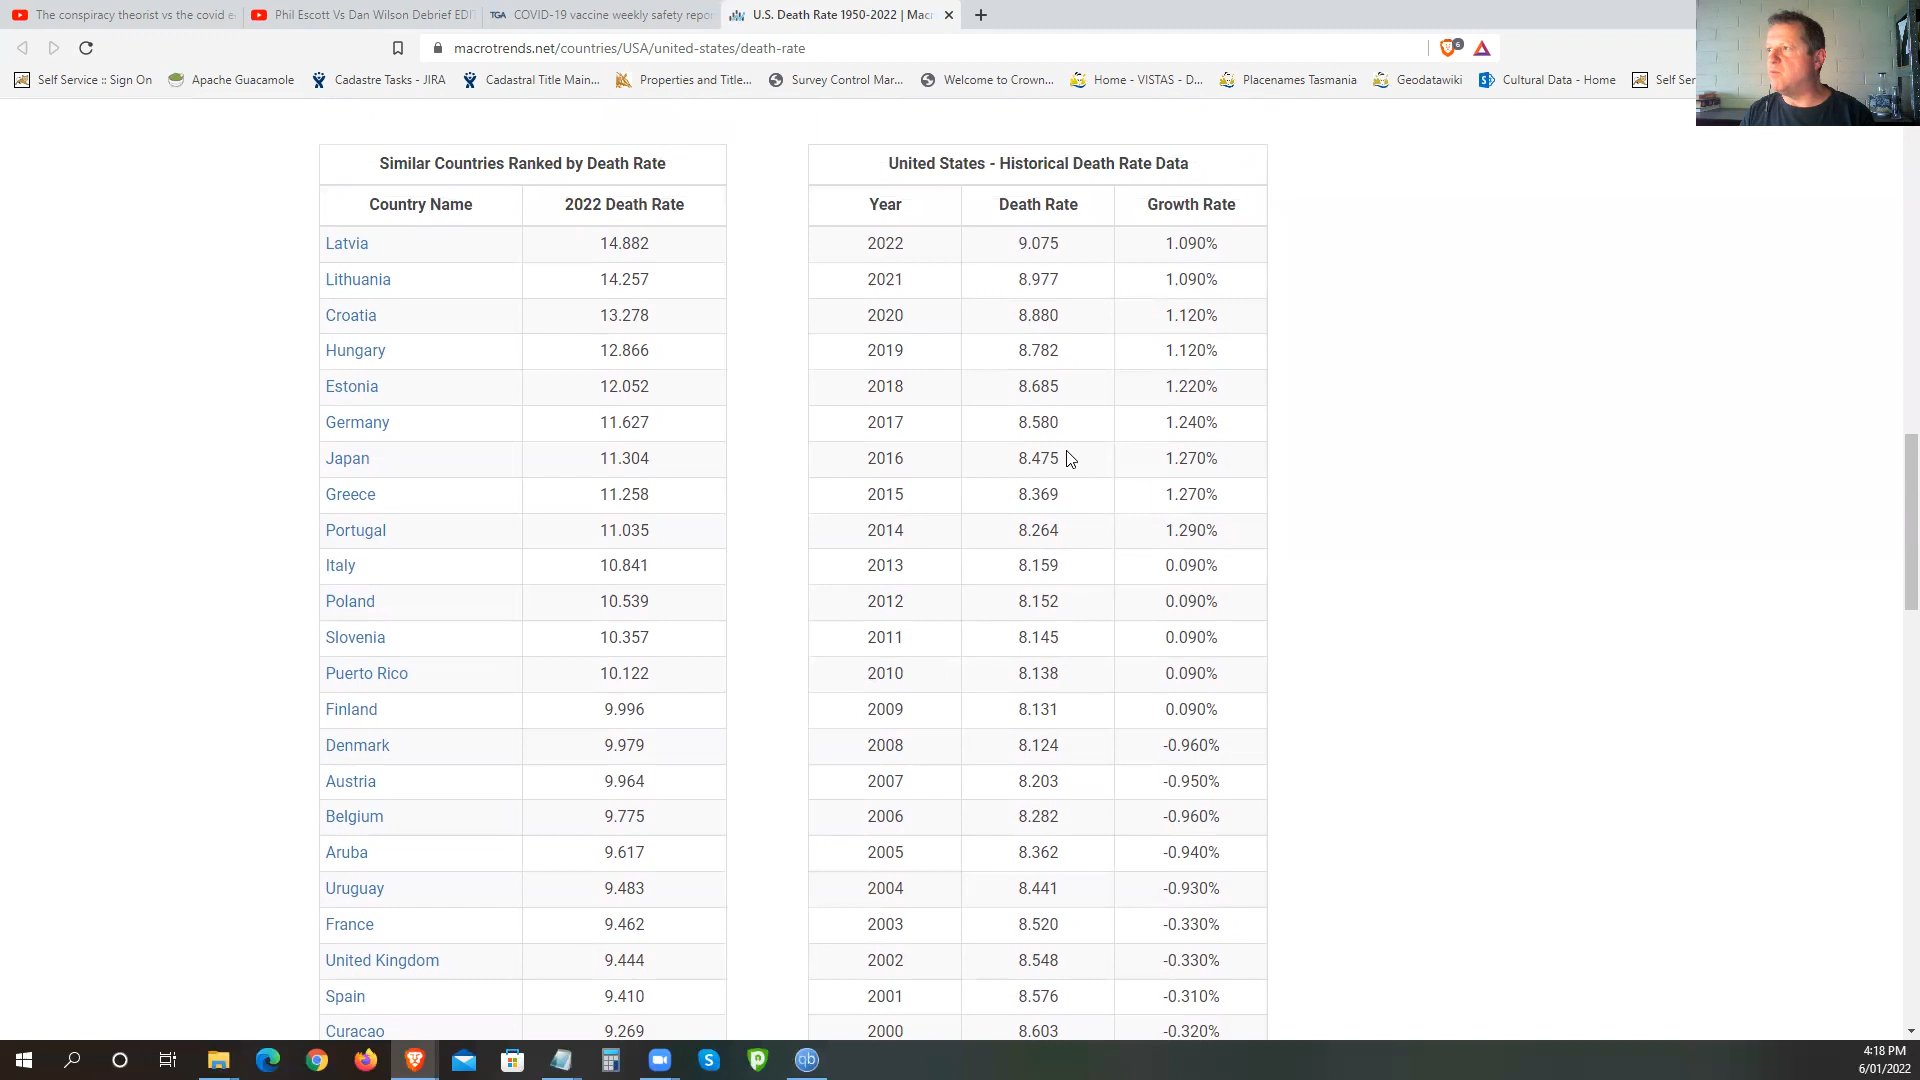 The conspiracy theorist vs the covid e
Phil Escott Vs Dan Wilson Debrief EDI
TGA COVID-19 vaccine weekly safety repor
U.S. Death Rate 1950-2022 | Mac
macrotrends.net/countries/USA/united-states/death-rate
6
Self Service :: Sign On
Apache Guacamole
Cadastre Tasks - JIRA
Cadastral Title Main...
Properties and Title...
Survey Control Mar...
Welcome to Crown...
Home - VISTAS - D...
Placenames Tasmania
Geodatawiki
Cultural Data - Home
Self Ser
Similar Countries Ranked by Death Rate
Country Name 2022 Death Rate
Latvia 14.882
Lithuania 14.257
Croatia 13.278
Hungary 12.866
Estonia 12.052
Germany 11.627
Japan 11.304
Greece 11.258
Portugal 11.035
Italy 10.841
Poland 10.539
Slovenia 10.357
Puerto Rico 10.122
Finland 9.996
Denmark 9.979
Austria 9.964
Belgium 9.775
Aruba 9.617
Uruguay 9.483
France 9.462
United Kingdom 9.444
Spain 9.410
Curacao 9.269
United States - Historical Death Rate Data
Year Death Rate Growth Rate
2022 9.075 1.090%
2021 8.977 1.090%
2020 8.880 1.120%
2019 8.782 1.120%
2018 8.685 1.220%
2017 8.580 1.240%
2016 8.475 1.270%
2015 8.369 1.270%
2014 8.264 1.290%
2013 8.159 0.090%
2012 8.152 0.090%
2011 8.145 0.090%
2010 8.138 0.090%
2009 8.131 0.090%
2008 8.124 -0.960%
2007 8.203 -0.950%
2006 8.282 -0.960%
2005 8.362 -0.940%
2004 8.441 -0.930%
2003 8.520 -0.330%
2002 8.548 -0.330%
2001 8.576 -0.310%
2000 8.603 -0.320%
qb
4:18 PM
6/01/2022